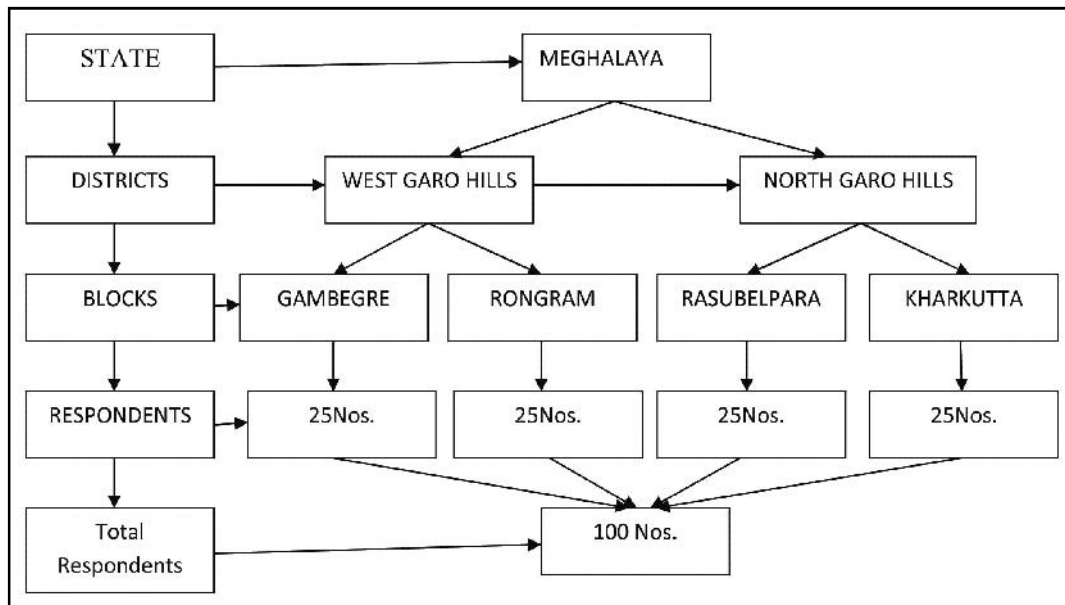 STATE
MEGHALAYA
DISTRICTS
WEST GARO HILLS
NORTH GARO HILLS
BLOCKS
GAMBEGRE
RONGRAM
RASUBELPARA
KHARKUTTA
RESPONDENTS
25Nos.
25Nos.
25Nos.
25Nos.
Total
Respondents
100 Nos.